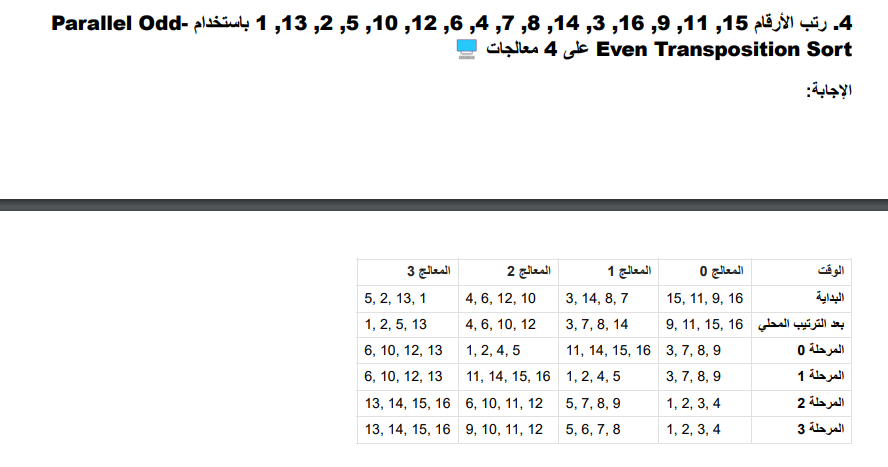 4. رتب الأرقام 15, 11, 9, 16, 3, 14, 8, 7, 4, 6, 12, 10, 5, 2, 13, 1 باستخدام Parallel Odd-
Even Transposition Sort على 4 معالجات
الإجابة:
الوقت المعالج 0 المعالج 1 المعالج 2 المعالج 3
البداية 15, 11, 9, 16 3, 14, 8, 7 4, 6, 12, 10 5, 2, 13, 1
بعد الترتيب المحلي 9, 11, 15, 16 3, 7, 8, 14 4, 6, 10, 12 1, 2, 5, 13
المرحلة 0 3, 7, 8, 9 11, 14, 15, 16 1, 2, 4, 5 6, 10, 12, 13
المرحلة 1 3, 7, 8, 9 1, 2, 4, 5 11, 14, 15, 16 6, 10, 12, 13
المرحلة 2 1, 2, 3, 4 5, 7, 8, 9 6, 10, 11, 12 13, 14, 15, 16
المرحلة 3 1, 2, 3, 4 5, 6, 7, 8 9, 10, 11, 12 13, 14, 15, 16